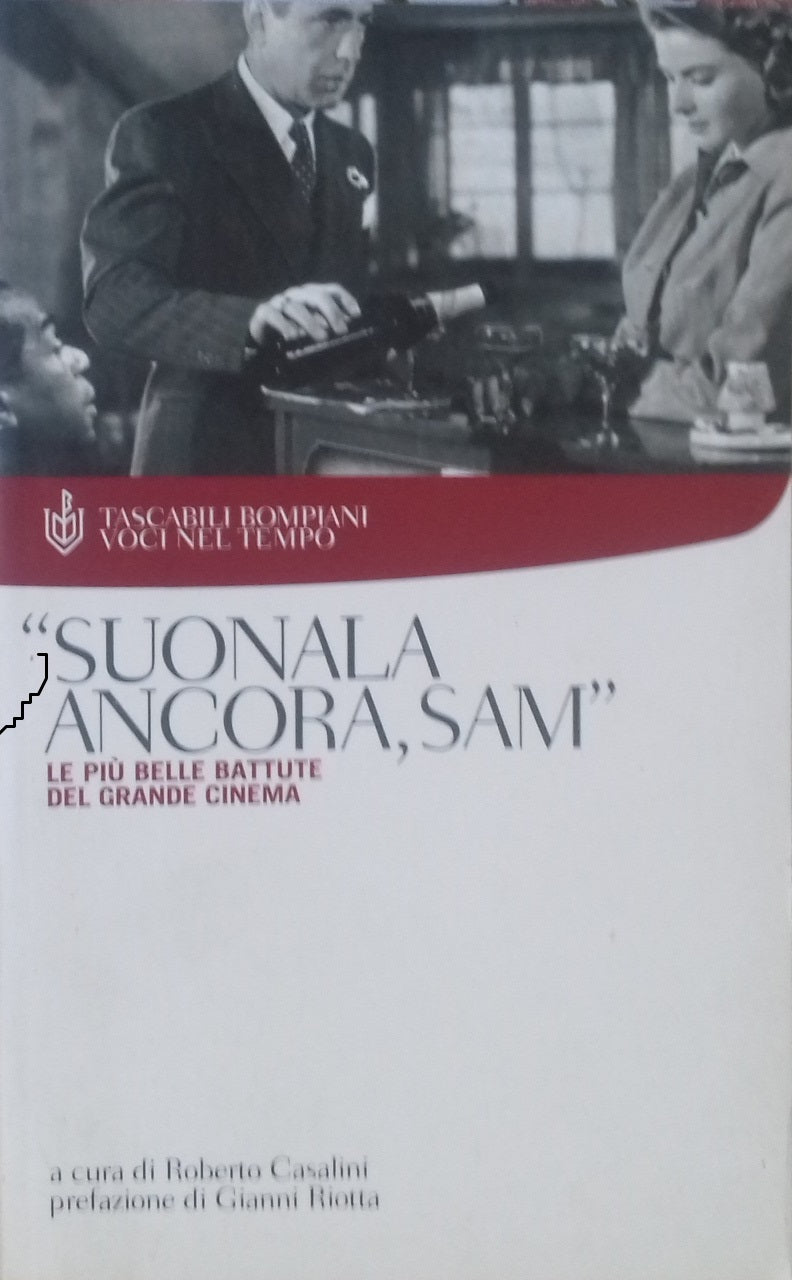 TASCABILI BOMPIANI
VOCI NEL TEMPO
“SUONALA
ANCORA, SAM”
LE PIÙ BELLE BATTUTE
DEL GRANDE CINEMA
a cura di Roberto Casalini
prefazione di Gianni Riotta